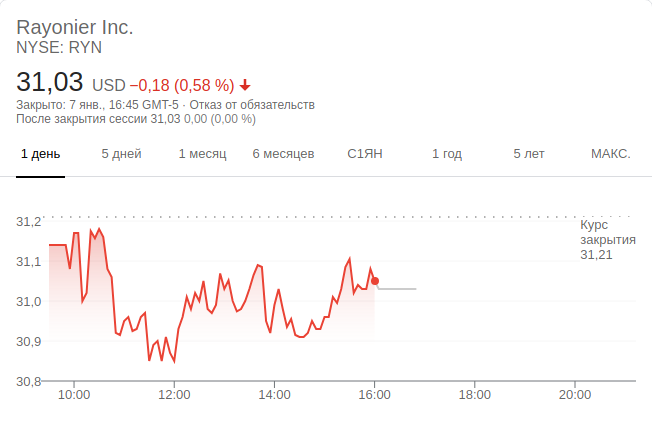 Rayonier Inc.
NYSE: RYN
31,03 USD −0,18 (0,58 %)
Закрыто: 7 янв., 16:45 GMT-5 · Отказ от обязательств
После закрытия сессии 31,03 0,00 (0,00 %)
1 день 5 дней 1 месяц 6 месяцев С1ЯН 1 год 5 лет МАКС.
31,2
Курс
закрытия
31,21
31,1
31,0
30,9
30,8
10:00 12:00 14:00 16:00 18:00 20:00